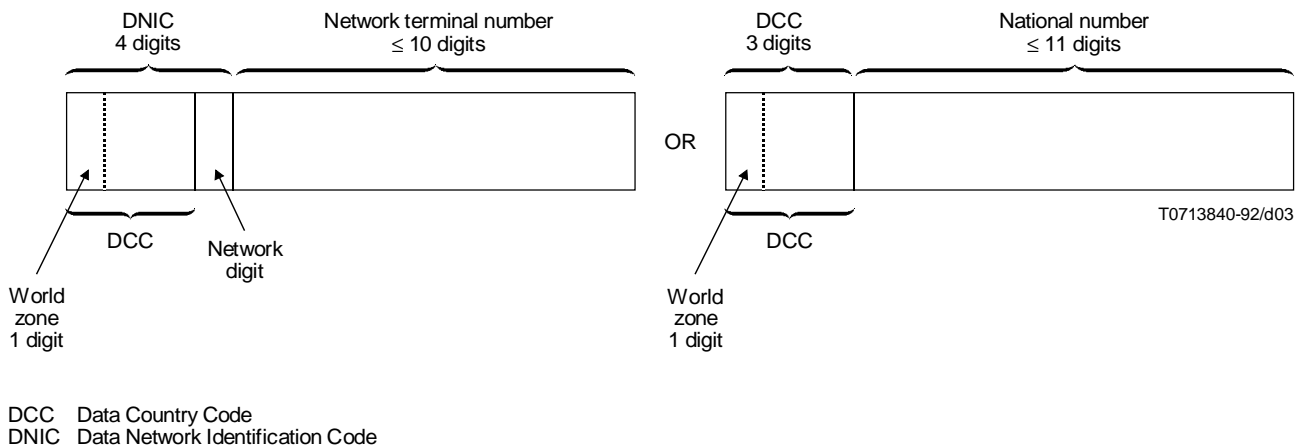 DNIC
4 digits
Network terminal number
≤ 10 digits
DCC
3 digits
National number
≤ 11 digits
OR
T0713840-92/d03
DCC
Network
digit
World
zone
1 digit
DCC
World
zone
1 digit
DCC Data Country Code
DNIC Data Network Identification Code